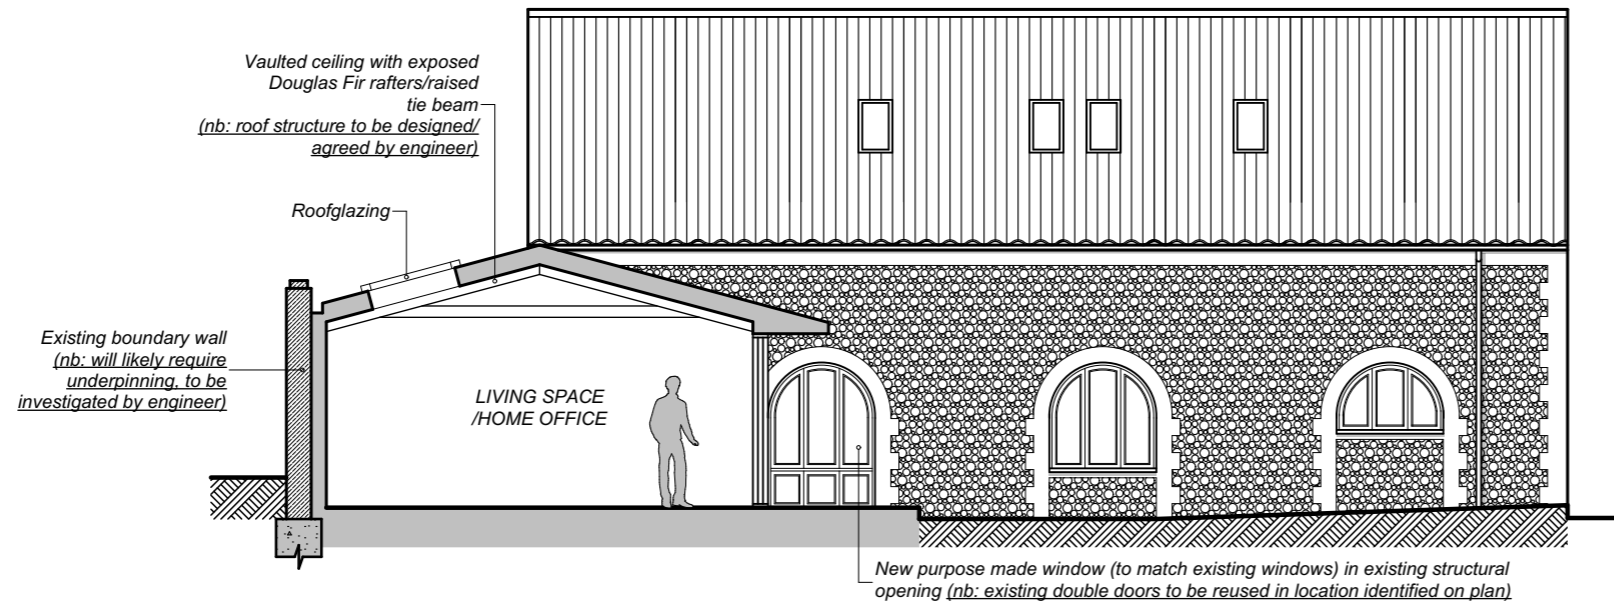 Vaulted ceiling with exposed
Douglas Fir rafters/raised
tie beam
(nb: roof structure to be designed/
agreed by engineer)
Roofglazing
Existing boundary wall
(nb: will likely require
underpinning, to be
investigated by engineer)
LIVING SPACE
/HOME OFFICE
New purpose made window (to match existing windows) in existing structural
opening (nb: existing double doors to be reused in location identified on plan)